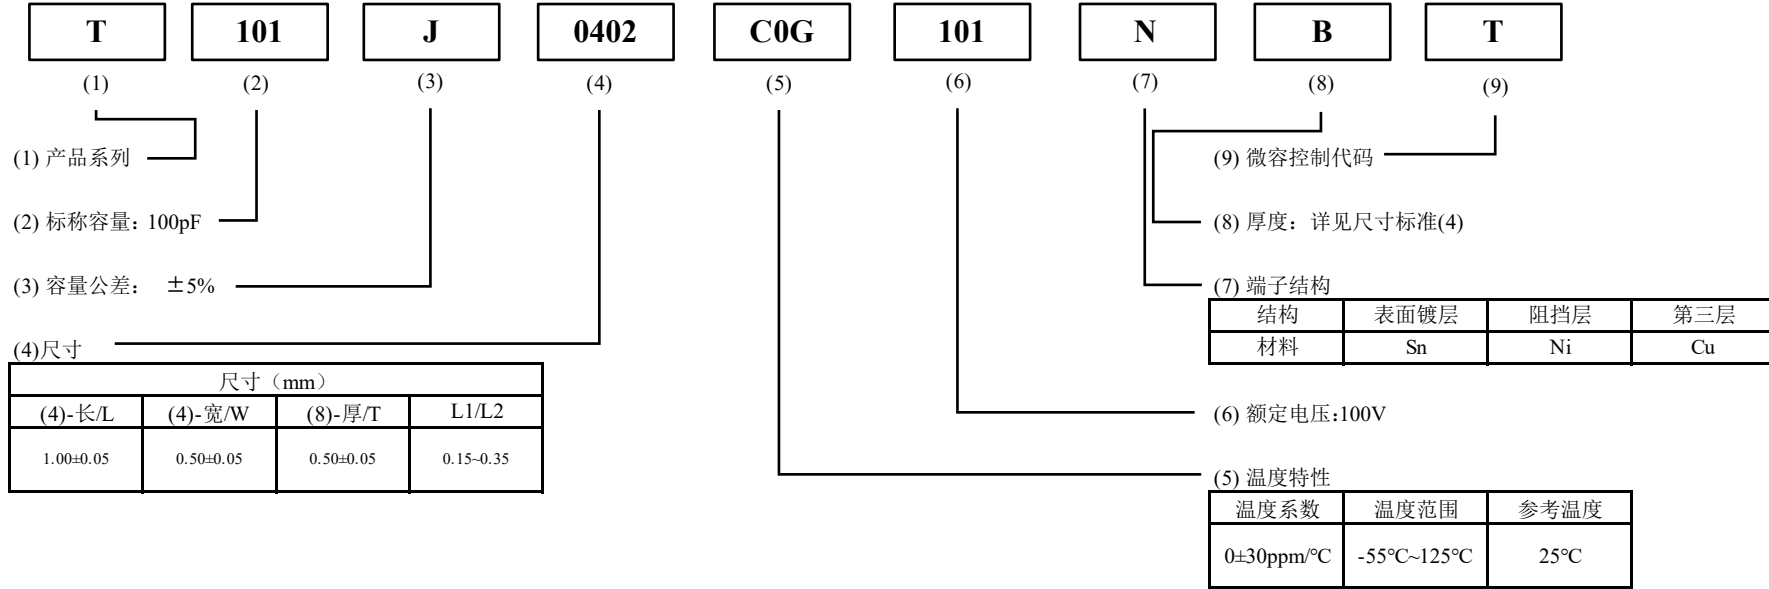 T 101 J 0402 C0G 101 N B T
(1) (2) (3) (4) (5) (6) (7) (8) (9)
(1) 产品系列
(9) 微容控制代码
(2) 标称容量：100pF
(8) 厚度：详见尺寸标准(4)
(3) 容量公差： ±5%
(7) 端子结构
结构 表面镀层 阻挡层 第三层
材料 Sn Ni Cu
(4)尺寸
尺寸（mm）
(4)-长/L (4)-宽/W (8)-厚/T L1/L2
1.00±0.05 0.50±0.05 0.50±0.05 0.15~0.35
(6) 额定电压:100V
(5) 温度特性
温度系数 温度范围 参考温度
0±30ppm/℃ -55℃~125℃ 25℃